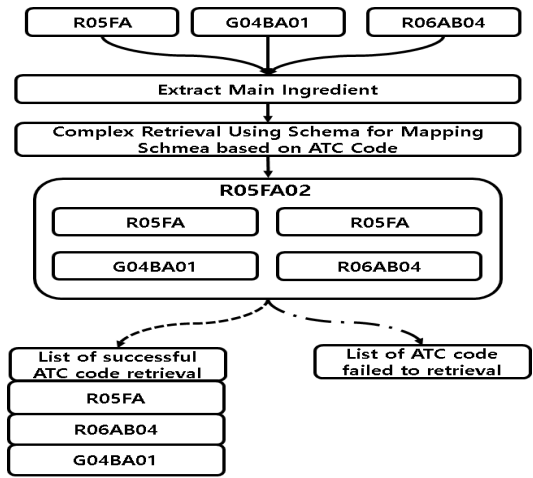 R05FA
G04BA01
R06AB04
Extract Main Ingredient
Complex Retrieval Using Schema for Mapping
Schmea based on ATC Code
R05FA02
R05FA
R05FA
G04BA01
R06AB04
List of successful
ATC code retrieval
List of ATC code
failed to retrieval
R05FA
R06AB04
G04BA01